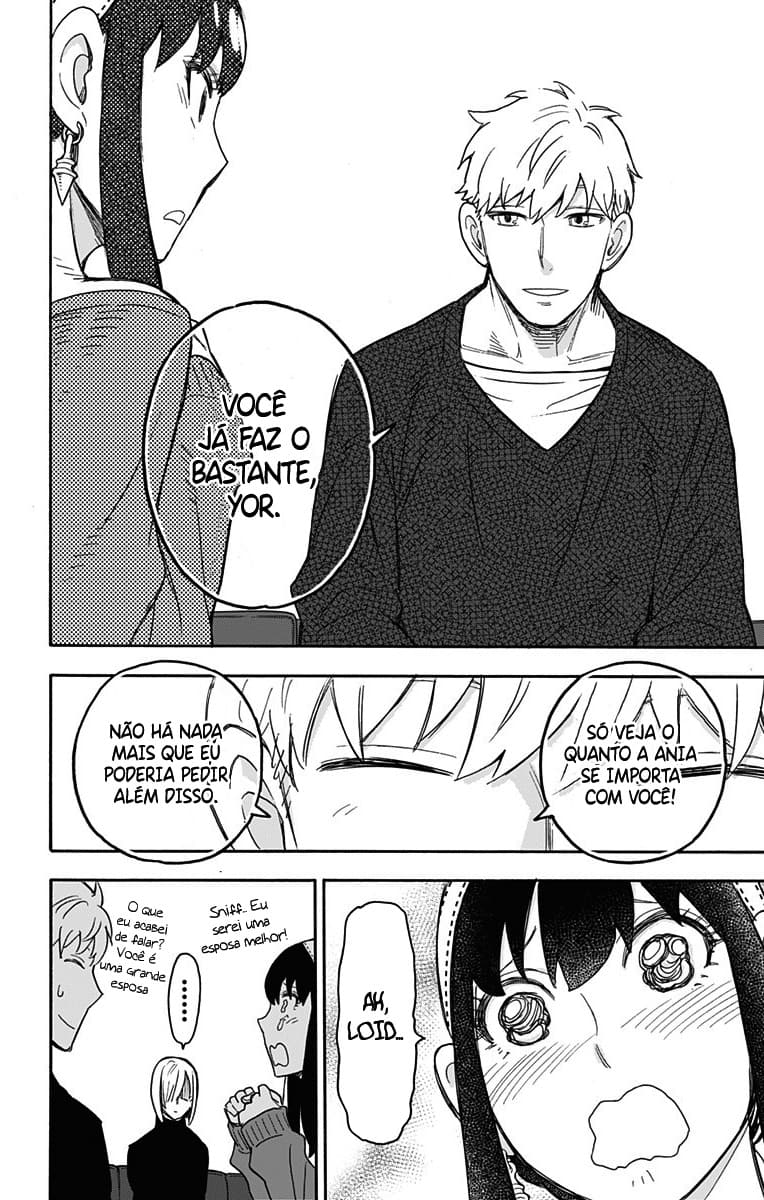 VOCÊ
JÁ FAZ O
BASTANTE,
YOR.
SÓ VEJA O
QUANTO A ANIA
SE IMPORTA
COM VOCÊ!
NÃO HÁ NADA
MAIS QUE EU
PODERIA PEDIR
ALÉM DISSO.
AH,
LOID...
Sniff.. Eu
serei uma
esposa melhor!
......
O que
eu acabei
de falar?
Você é
uma grande
esposa